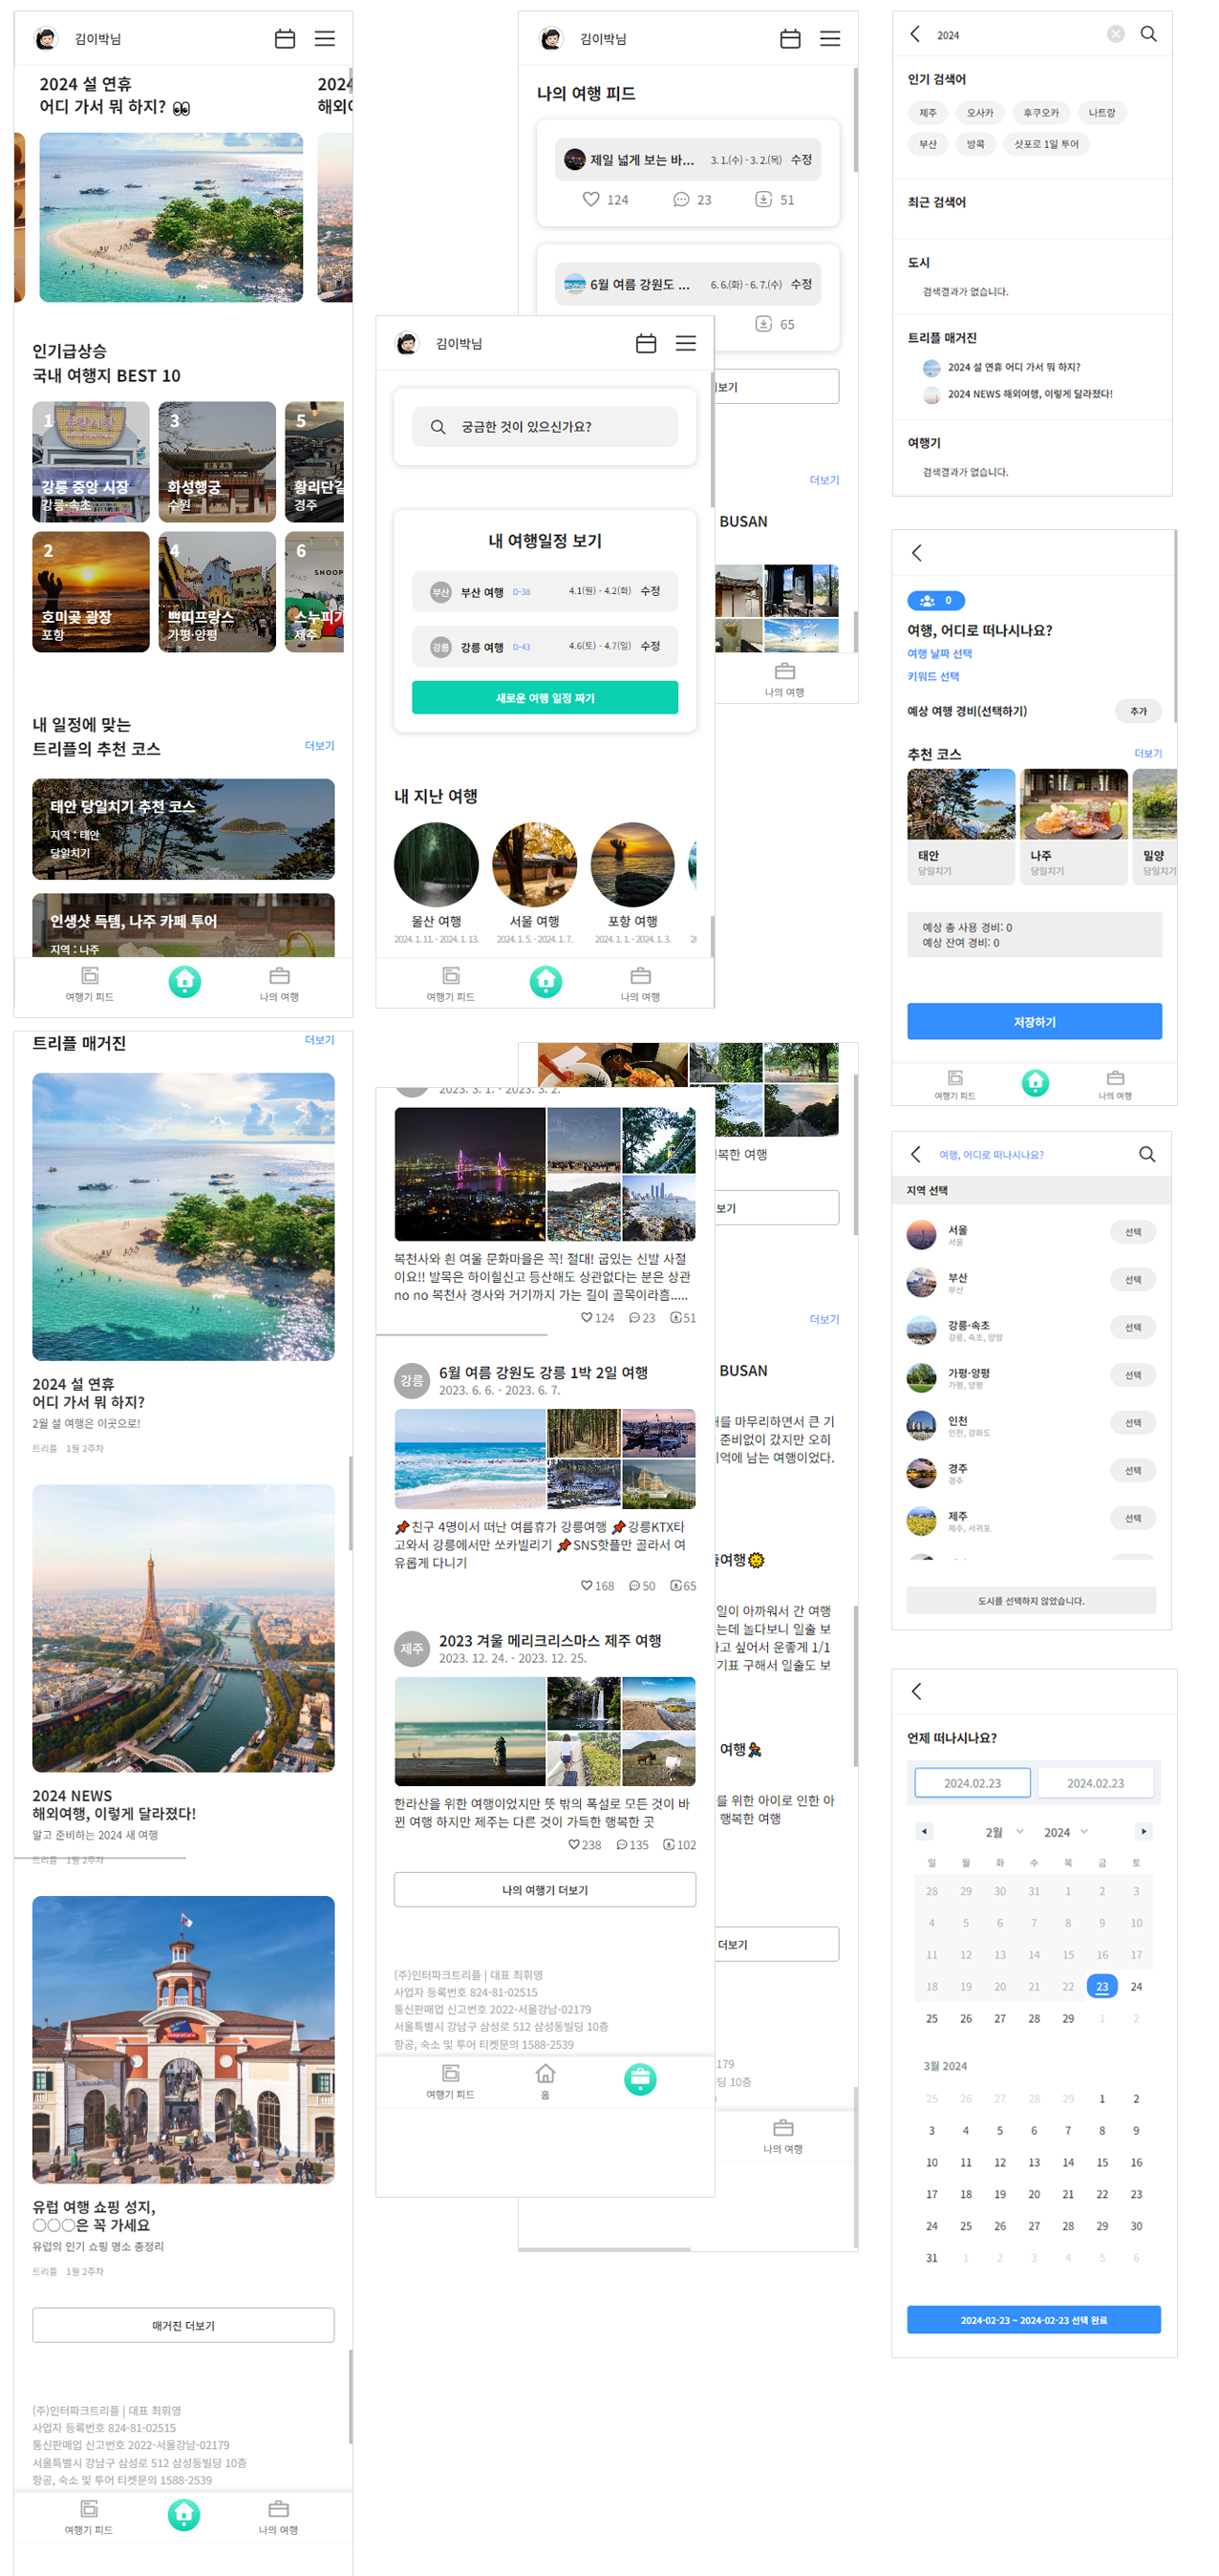 김이박님
2024 설 연휴
어디 가서 뭐 하지? 👀
2024
해외여
인기급상승
국내 여행지 BEST 10
1
강릉 중앙 시장
강릉·속초
3
화성행궁
수원
5
황리단길
경주
2
호미곶 광장
포항
4
쁘띠프랑스
가평·양평
6
SNOOP
스누피가
제주
내 일정에 맞는
트리플의 추천 코스
더보기
태안 당일치기 추천 코스
지역 : 태안
당일치기
인생샷 득템, 나주 카페 투어
지역 : 나주
여행기 피드
나의 여행
트리플 매거진
더보기
2024 설 연휴
어디 가서 뭐 하지?
2월 설 여행은 이곳으로!
트리플 1월 2주차
2024 NEWS
해외여행, 이렇게 달라졌다!
알고 준비하는 2024 새 여행
트리플 1월 2주차
유럽 여행 쇼핑 성지,
〇〇〇은 꼭 가세요
유럽의 인기 쇼핑 명소 총정리
트리플 1월 2주차
매거진 더보기
(주)인터파크트리플 | 대표 최휘영
사업자 등록번호 824-81-02515
통신판매업 신고번호 2022-서울강남-02179
서울특별시 강남구 삼성로 512 삼성동빌딩 10층
항공, 숙소 및 투어 티켓문의 1588-2539
여행기 피드
나의 여행
김이박님
나의 여행 피드
제일 넓게 보는 바...
3. 1.(수) - 3. 2.(목)
수정
124
23
51
6월 여름 강원도 ...
6. 6.(화) - 6. 7.(수)
수정
65
보기
더보기
BUSAN
나의 여행
김이박님
궁금한 것이 있으신가요?
내 여행일정 보기
부산
부산 여행
D-38
4.1(월) - 4.2(화)
수정
강릉
강릉 여행
D-43
4.6(토) - 4.7(일)
수정
새로운 여행 일정 짜기
내 지난 여행
울산 여행
2024. 1. 11. - 2024. 1. 13.
서울 여행
2024. 1. 5. - 2024. 1. 7.
포항 여행
2024. 1. 1. - 2024. 1. 3.
여행기 피드
나의 여행
2023. 3. 1. - 2023. 3. 2.
복천사와 흰 여울 문화마을은 꼭! 절대! 굽있는 신발 사절
이요!! 발목은 하이힐신고 등산해도 상관없다는 분은 상관
no no 복천사 경사와 거기까지 가는 길이 골목이라흠.....
124
23
51
강릉
6월 여름 강원도 강릉 1박 2일 여행
2023. 6. 6. - 2023. 6. 7.
📌친구 4명이서 떠난 여름휴가 강릉여행 📌강릉KTX타
고와서 강릉에서만 쏘카빌리기 📌SNS핫플만 골라서 여
유롭게 다니기
168
50
65
제주
2023 겨울 메리크리스마스 제주 여행
2023. 12. 24. - 2023. 12. 25.
한라산을 위한 여행이었지만 뜻 밖의 폭설로 모든 것이 바
뀐 여행 하지만 제주는 다른 것이 가득한 행복한 곳
238
135
102
나의 여행기 더보기
(주)인터파크트리플 | 대표 최휘영
사업자 등록번호 824-81-02515
통신판매업 신고번호 2022-서울강남-02179
서울특별시 강남구 삼성로 512 삼성동빌딩 10층
항공, 숙소 및 투어 티켓문의 1588-2539
여행기 피드
홈
복한 여행
보기
더보기
BUSAN
를 마무리하면서 큰 기
준비없이 갔지만 오히
억에 남는 여행이었다.
여행🌞
일이 아까워서 간 여행
는데 놀다보니 일출 보
가고 싶어서 운좋게 1/1
기표 구해서 일출도 보
여행🏃
를 위한 아이로 인한 아
행복한 여행
더보기
179
딩 10층
나의 여행
2024
인기 검색어
제주
오사카
후쿠오카
나트랑
부산
방콕
삿포로 1일 투어
최근 검색어
도시
검색결과가 없습니다.
트리플 매거진
2024 설 연휴 어디 가서 뭐 하지?
2024 NEWS 해외여행, 이렇게 달라졌다!
여행기
검색결과가 없습니다.
0
여행, 어디로 떠나시나요?
여행 날짜 선택
키워드 선택
예상 여행 경비(선택하기)
추가
추천 코스
더보기
태안
당일치기
나주
당일치기
밀양
당일치기
예상 총 사용 경비: 0
예상 잔여 경비: 0
저장하기
여행기 피드
나의 여행
여행, 어디로 떠나시나요?
지역 선택
서울
서울
선택
부산
부산
선택
강릉·속초
강릉, 속초, 양양
선택
가평·양평
가평, 양평
선택
인천
인천, 강화도
선택
경주
경주
선택
제주
제주, 서귀포
선택
도시를 선택하지 않았습니다.
언제 떠나시나요?
2024.02.23
2024.02.23
2월
2024
일 월 화 수 목 금 토
28 29 30 31 1 2 3
4 5 6 7 8 9 10
11 12 13 14 15 16 17
18 19 20 21 22 23 24
25 26 27 28 29 1 2
3월 2024
25 26 27 28 29 1 2
3 4 5 6 7 8 9
10 11 12 13 14 15 16
17 18 19 20 21 22 23
24 25 26 27 28 29 30
31 1 2 3 4 5 6
2024-02-23 ~ 2024-02-23 선택 완료